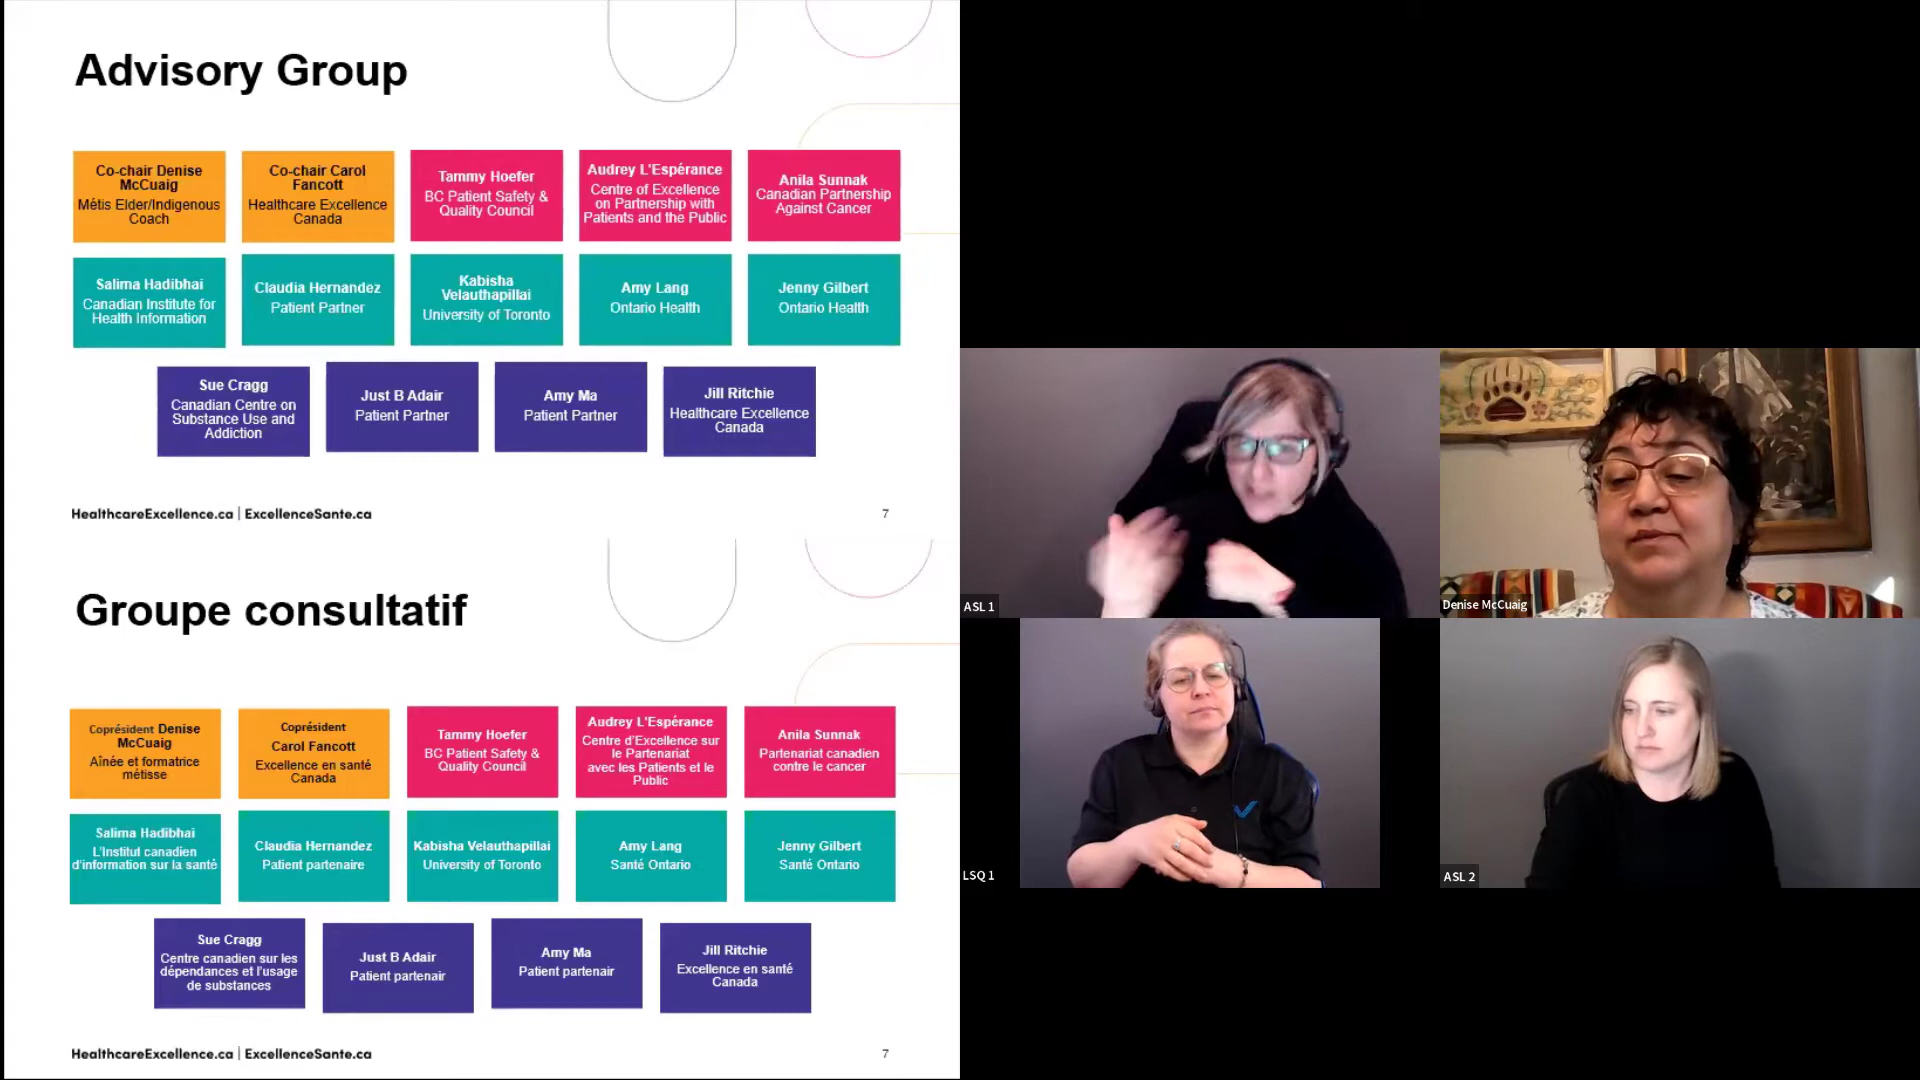 Advisory Group
Co-chair Denise
McCuaig
Métis Elder/Indigenous
Coach
Co-chair Carol
Fancott
Healthcare Excellence
Canada
Tammy Hoefer
BC Patient Safety &
Quality Council
Audrey L'Espérance
Centre of Excellence
on Partnership with
Patients and the Public
Anila Sunnak
Canadian Partnership
Against Cancer
Salima Hadibhai
Canadian Institute for
Health Information
Claudia Hernandez
Patient Partner
Kabisha
Velauthapillai
University of Toronto
Amy Lang
Ontario Health
Jenny Gilbert
Ontario Health
Sue Cragg
Canadian Centre on
Substance Use and
Addiction
Just B Adair
Patient Partner
Amy Ma
Patient Partner
Jill Ritchie
Healthcare Excellence
Canada
HealthcareExcellence.ca | ExcellenceSante.ca
7
Groupe consultatif
Coprésident Denise
McCuaig
Aînée et formatrice
métisse
Coprésident
Carol Fancott
Excellence en santé
Canada
Tammy Hoefer
BC Patient Safety &
Quality Council
Audrey L'Espérance
Centre d'Excellence sur
le Partenariat
avec les Patients et le
Public
Anila Sunnak
Partenariat canadien
contre le cancer
Salima Hadibhai
L'Institut canadien
d'information sur la santé
Claudia Hernandez
Patient partenaire
Kabisha Velauthapillai
University of Toronto
Amy Lang
Santé Ontario
Jenny Gilbert
Santé Ontario
Sue Cragg
Centre canadien sur les
dépendances et l'usage
de substances
Just B Adair
Patient partenair
Amy Ma
Patient partenair
Jill Ritchie
Excellence en santé
Canada
HealthcareExcellence.ca | ExcellenceSante.ca
7
ASL 1
Denise McCuaig
LSQ 1
ASL 2